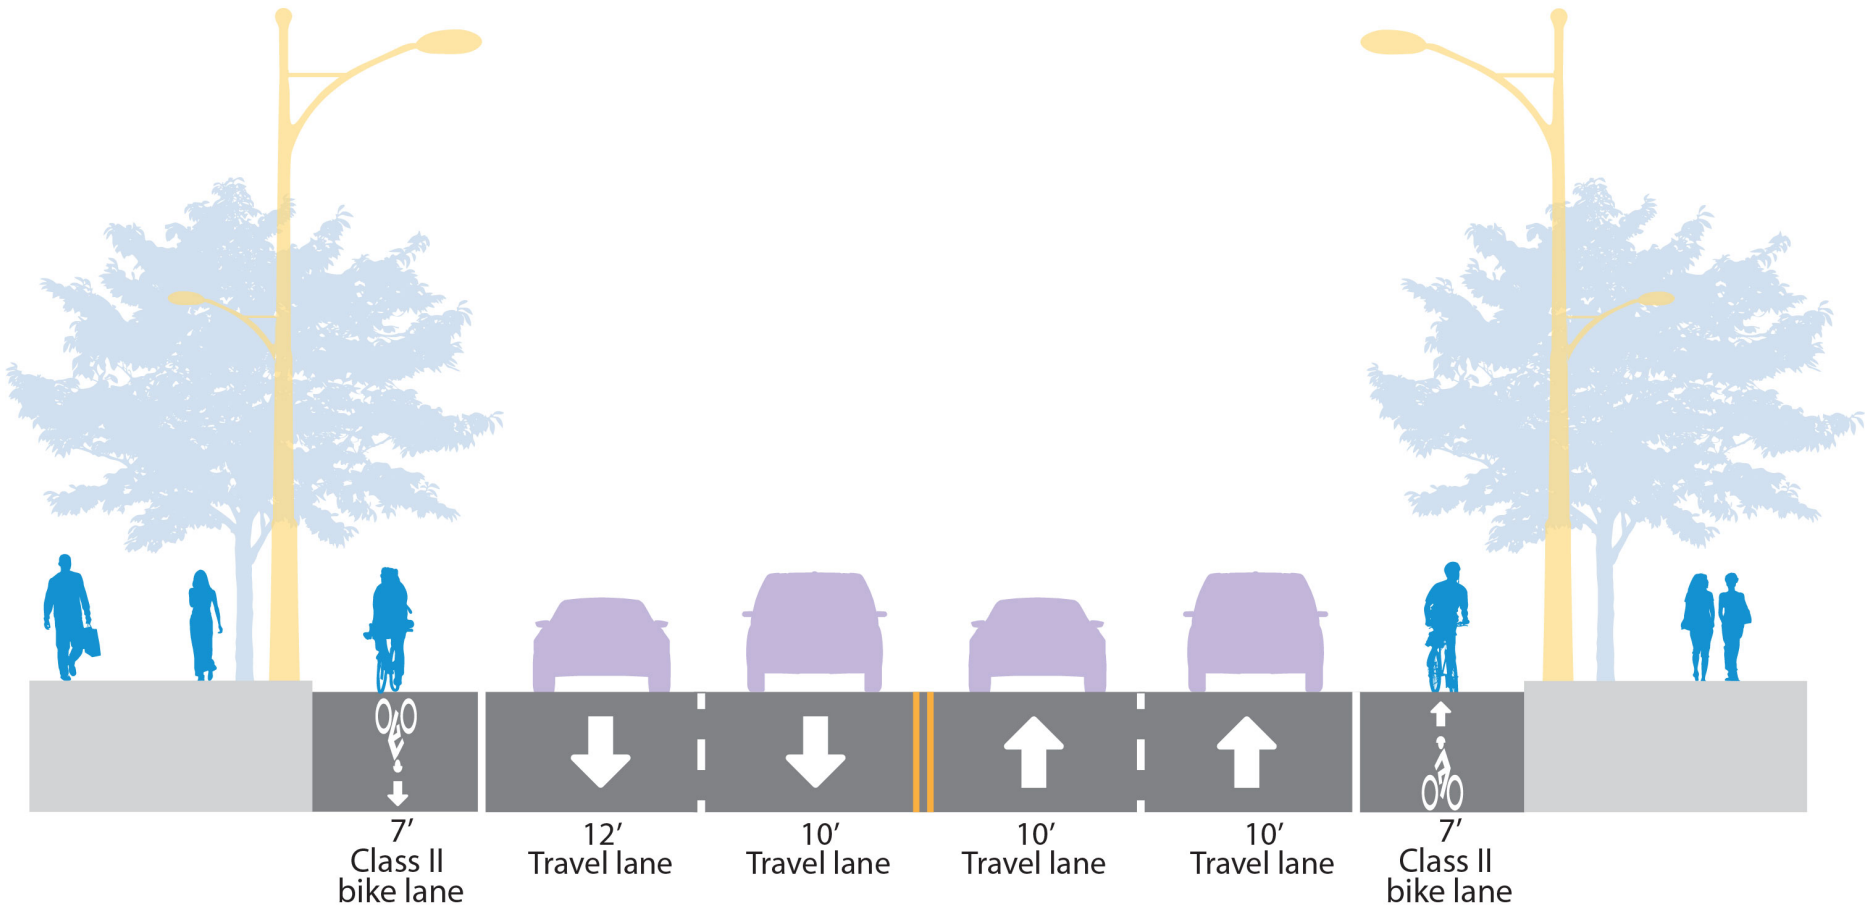 7’
Class II
bike lane
12’
Travel lane
10’
Travel lane
10’
Travel lane
10’
Travel lane
7’
Class II
bike lane